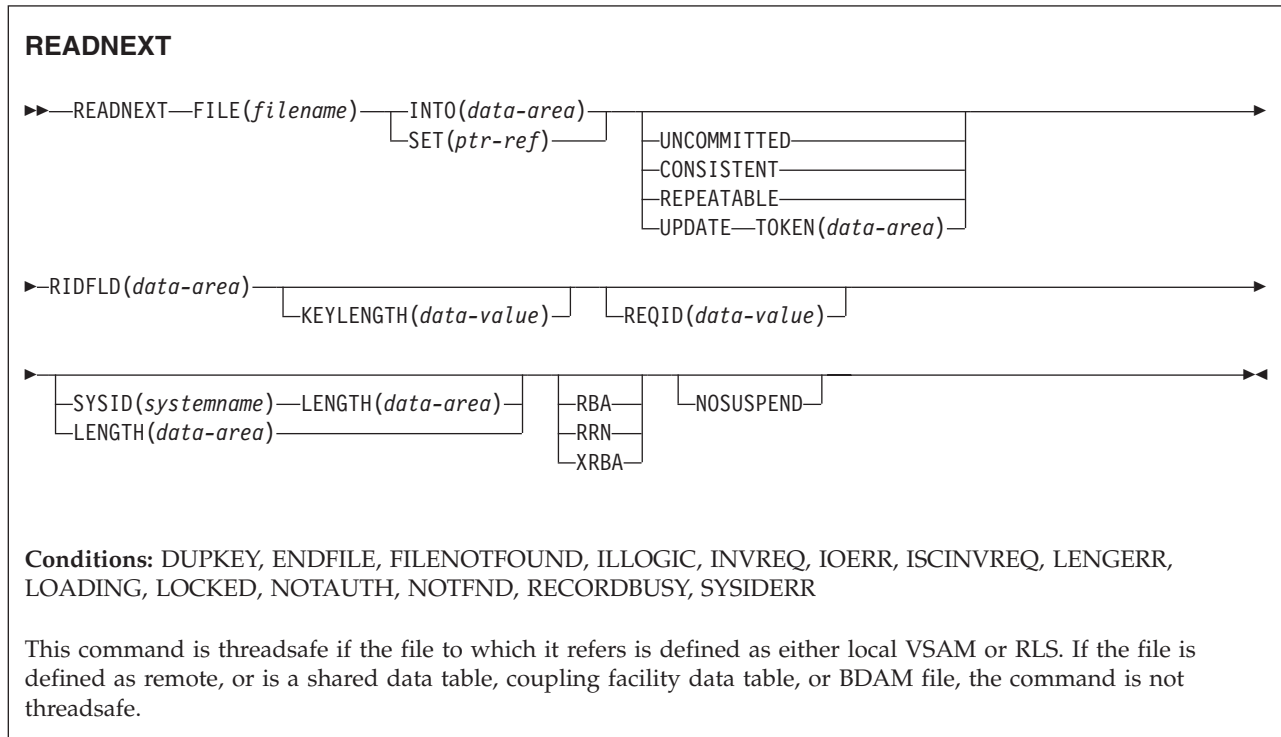 READNEXT
READNEXT FILE(filename) INTO(data-area)
SET(ptr-ref)
UNCOMMITTED
CONSISTENT
REPEATABLE
UPDATE TOKEN(data-area)
RIDFLD(data-area)
KEYLENGTH(data-value) REQID(data-value)
SYSID(systemname) LENGTH(data-area) RBA NOSUSPEND
LENGTH(data-area) RRN
XRBA
Conditions: DUPKEY, ENDFILE, FILENOTFOUND, ILLOGIC, INVREQ, IOERR, ISCINVREQ, LENGERR,
LOADING, LOCKED, NOTAUTH, NOTFND, RECORDBUSY, SYSIDERR
This command is threadsafe if the file to which it refers is defined as either local VSAM or RLS. If the file is
defined as remote, or is a shared data table, coupling facility data table, or BDAM file, the command is not
threadsafe.